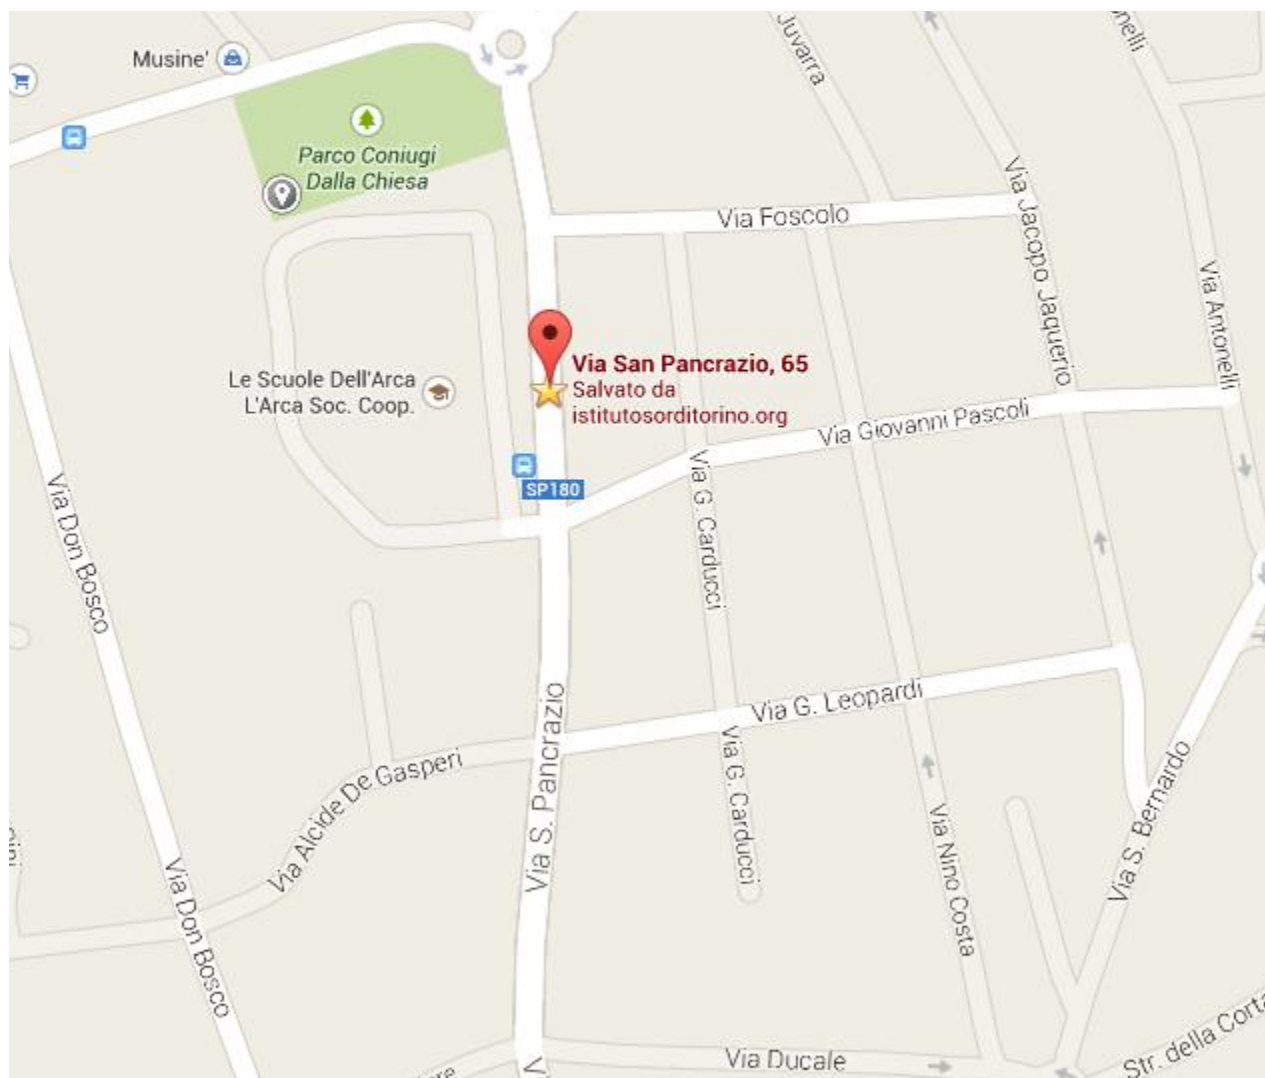 Musine'
Juvarra
Parco Coniugi
Dalla Chiesa
Via Foscolo
Via Jacopo Jaquerio
Via Antonelli
Via San Pancrazio, 65
Salvato da
istitutosorditorino.org
Le Scuole Dell'Arca
L'Arca Soc. Coop.
Via Giovanni Pascoli
SP180
Via G. Carducci
Via Don Bosco
Via G. Leopardi
Via S. Pancrazio
Via Alcide De Gasperi
Via G. Carducci
Via S. Bernardo
Via Nino Costa
Via Don Bosco
Via Ducale
Str. della Corta